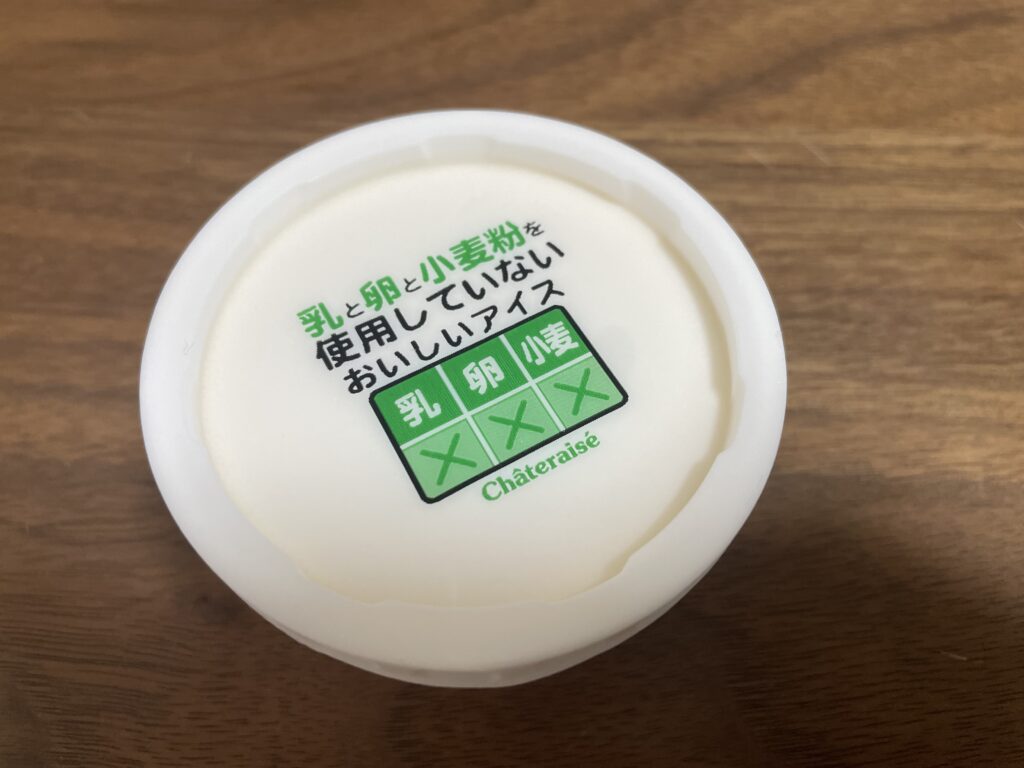 乳と卵と小麦粉を
使用していない
おいしいアイス
乳 卵 小麦
× × ×
Châteraisé